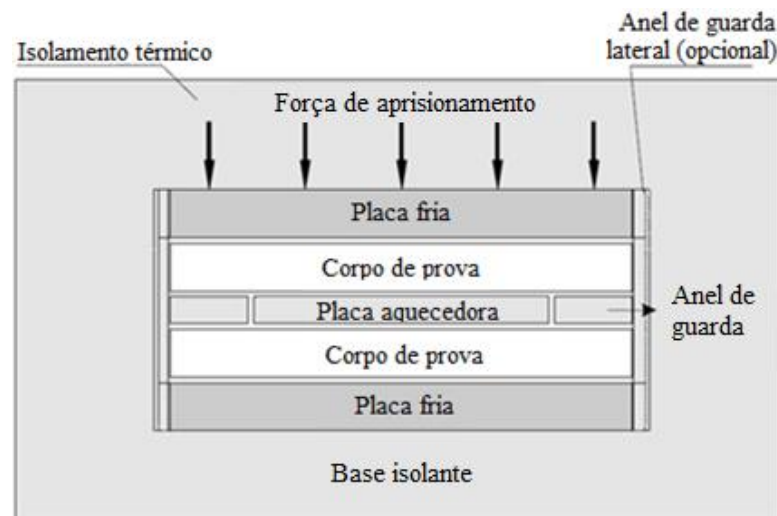 Anel de guarda
lateral (opcional)
Isolamento térmico
Força de aprisionamento
Placa fria
Corpo de prova
Placa aquecedora
Anel de
guarda
Corpo de prova
Placa fria
Base isolante